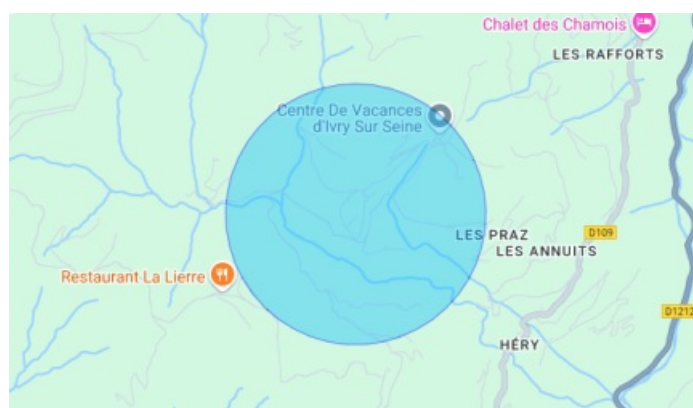 Chalet des Chamois
LES RAFFORTS
Centre De Vacances
d'Ivry Sur Seine
LES PRAZ
D109
LES ANNUITS
Restaurant La Lierre
D1212
HÉRY